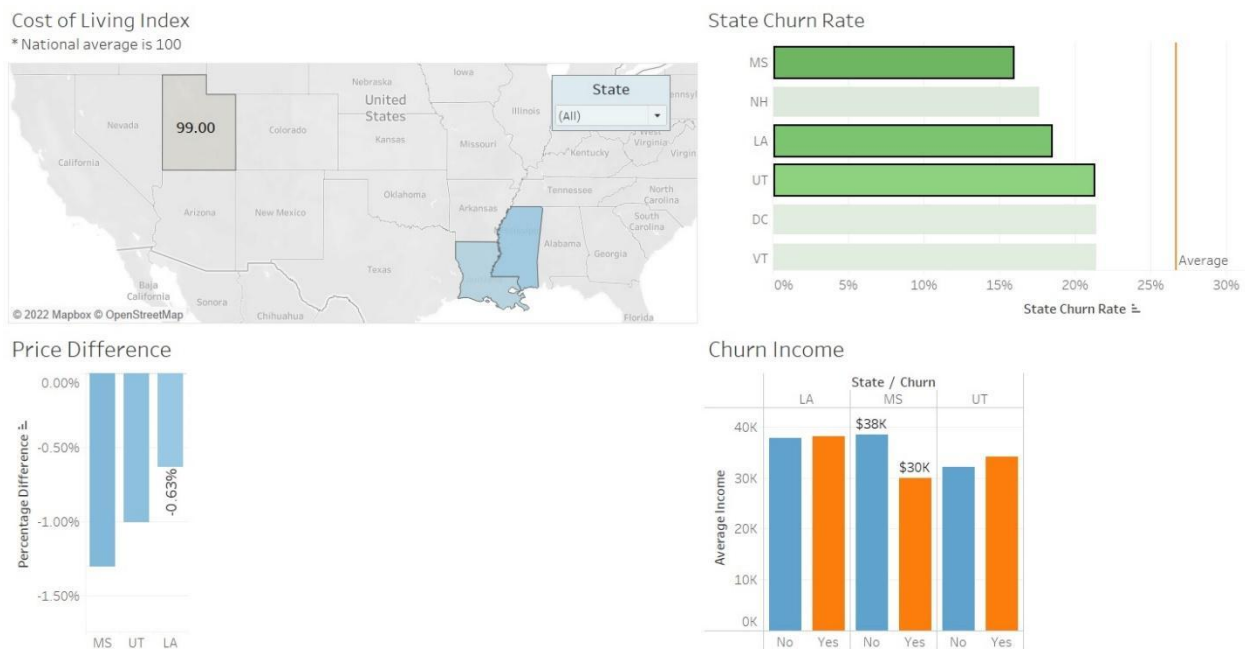 Cost of Living Index
* National average is 100
Iowa
Nebraska
United
States
State
(All)
99.00
Nevada
Colorado
Kansas
Missouri
Illinois
West
Virginia
Virgin
Kentucky
California
Oklahoma
Tennessee
North
Carolina
Arkansas
South
Carolina
Arizona
New Mexico
Alabama
Georgia
Texas
Baja
California
Sonora
Chihuahua
Florida
© 2022 Mapbox © OpenStreetMap
State Churn Rate
MS
NH
LA
UT
DC
VT
Average
0% 5% 10% 15% 20% 25% 30%
State Churn Rate
Price Difference
0.00%
-0.50%
-1.00%
-1.50%
Percentage Difference
-0.63%
MS UT LA
Churn Income
State / Churn
LA MS UT
$38K
$30K
40K
30K
20K
10K
0K
Average Income
No Yes No Yes No Yes